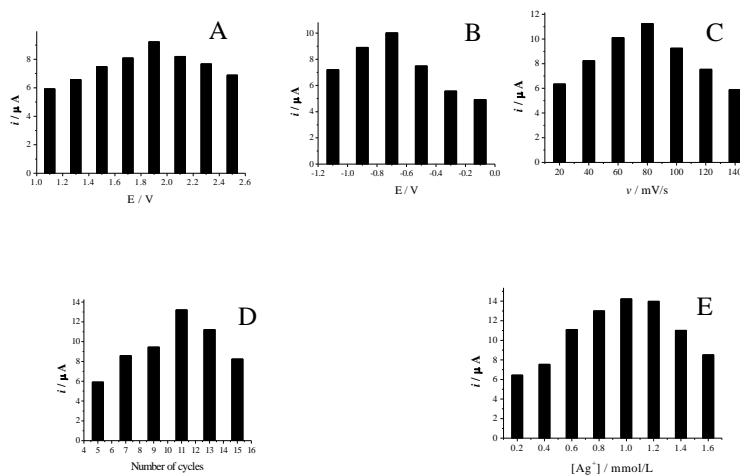 A
8
6
4
2
0
i / μ A
1.0 1.2 1.4 1.6 1.8 2.0 2.2 2.4 2.6
E / V
B
10
8
6
4
2
0
i / μ A
-1.2 -1.0 -0.8 -0.6 -0.4 -0.2 0.0
E / V
C
12
10
8
6
4
2
0
i / μ A
20 40 60 80 100 120 140
v / mV/s
D
14
12
10
8
6
4
2
0
i / μ A
4 5 6 7 8 9 10 11 12 13 14 15 16
Number of cycles
E
14
12
10
8
6
4
2
0
i / μ A
0.2 0.4 0.6 0.8 1.0 1.2 1.4 1.6
[Ag⁺] / mmol/L